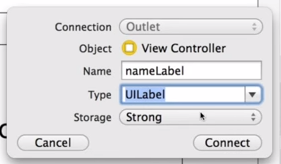 Connection Outlet
Object View Controller
Name nameLabel
Type UILabel
Storage Strong
Cancel Connect